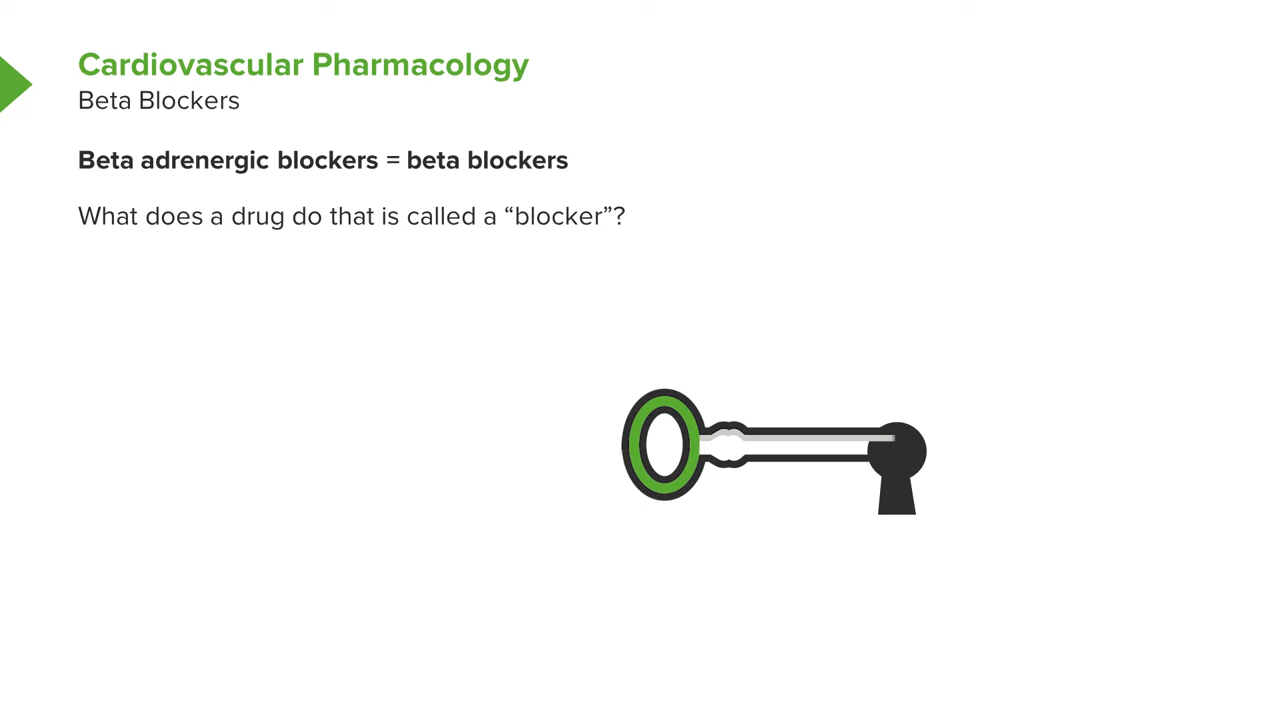 Cardiovascular Pharmacology
Beta Blockers
Beta adrenergic blockers = beta blockers
What does a drug do that is called a “blocker”?